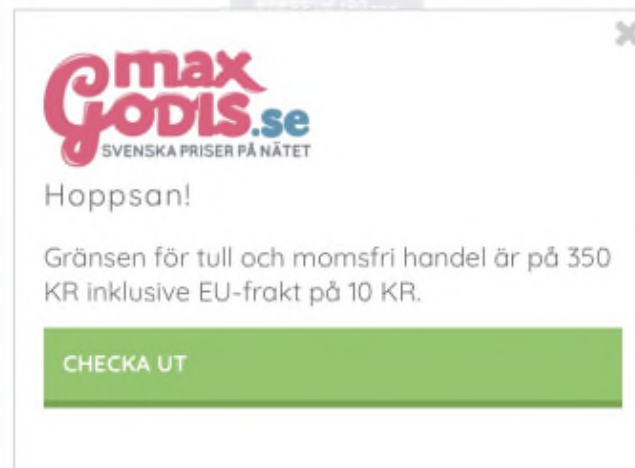 max
GODIS.se
SVENSKA PRISER PÅ NÄTET
Hoppsan!
Gränsen för tull och momsfri handel är på 350
KR inklusive EU-frakt på 10 KR.
CHECKA UT